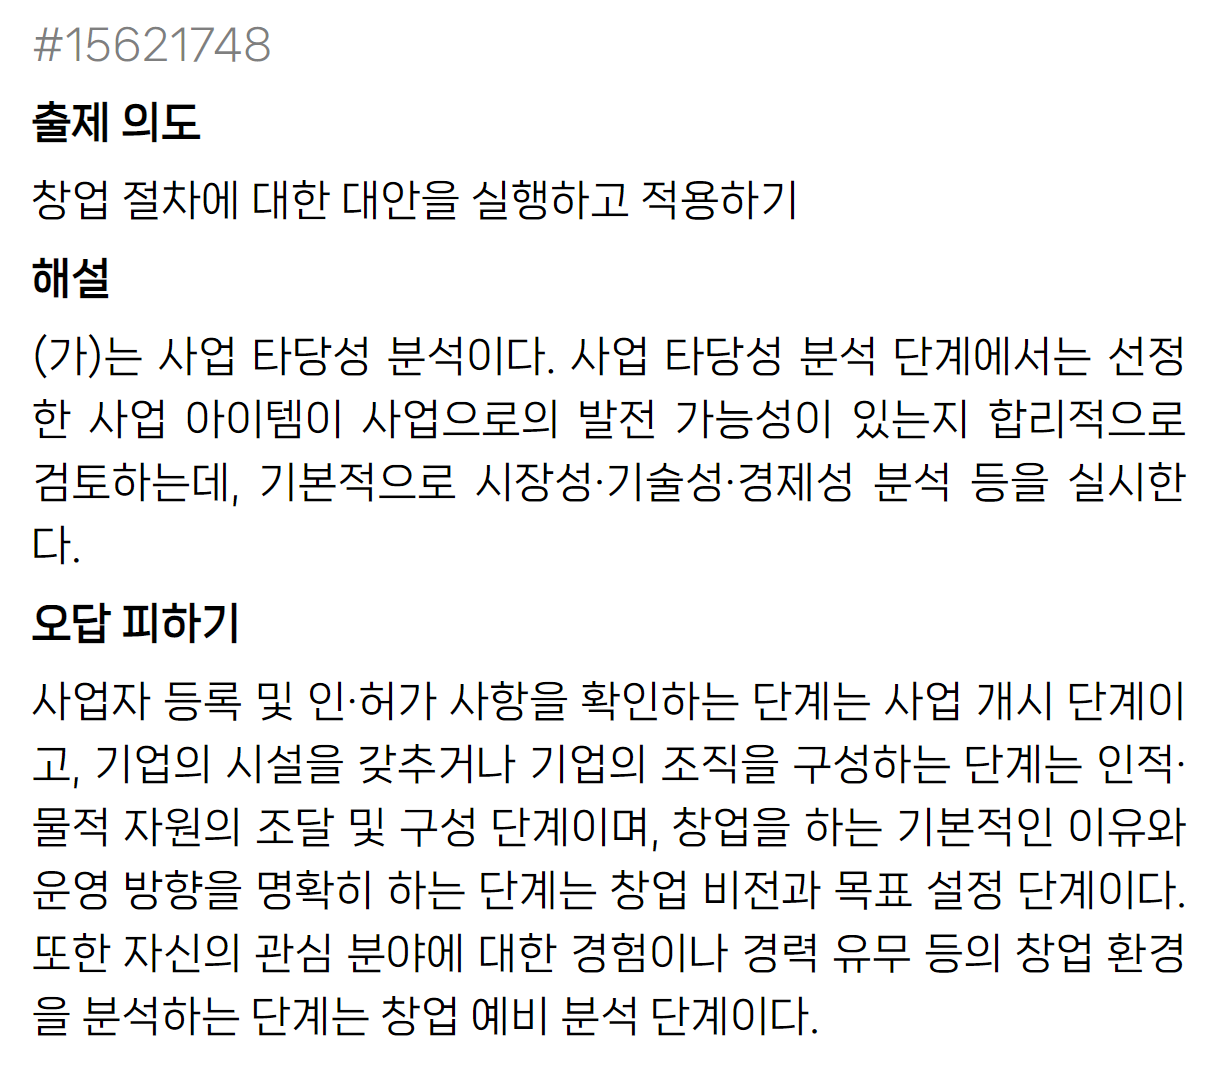 #15621748
출제 의도
창업 절차에 대한 대안을 실행하고 적용하기
해설
(가)는 사업 타당성 분석이다. 사업 타당성 분석 단계에서는 선정
한 사업 아이템이 사업으로의 발전 가능성이 있는지 합리적으로
검토하는데, 기본적으로 시장성·기술성·경제성 분석 등을 실시한
다.
오답 피하기
사업자 등록 및 인·허가 사항을 확인하는 단계는 사업 개시 단계이
고, 기업의 시설을 갖추거나 기업의 조직을 구성하는 단계는 인적·
물적 자원의 조달 및 구성 단계이며, 창업을 하는 기본적인 이유와
운영 방향을 명확히 하는 단계는 창업 비전과 목표 설정 단계이다.
또한 자신의 관심 분야에 대한 경험이나 경력 유무 등의 창업 환경
을 분석하는 단계는 창업 예비 분석 단계이다.